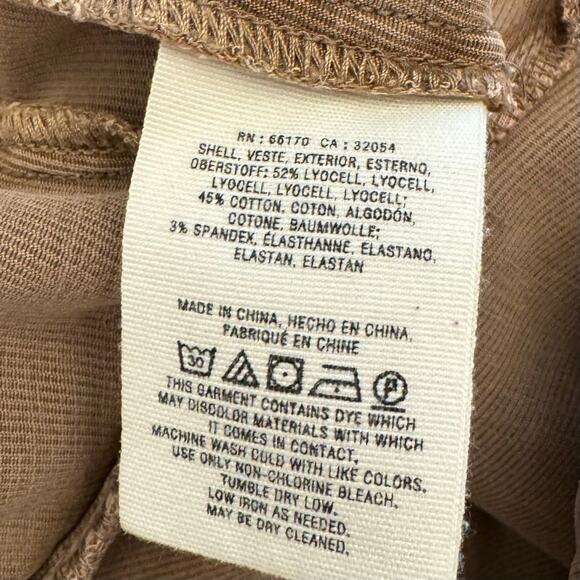 RN : 66170 CA : 32054
SHELL, VESTE, EXTERIOR, ESTERNO,
OBERSTOFF: 52% LYOCELL, LYOCELL,
LYOCELL, LYOCELL, LYOCELL;
45% COTTON, COTON, ALGODÓN,
COTONE, BAUMWOLLE;
3% SPANDEX, ÉLASTHANNE, ELASTANO,
ELASTAN, ELASTAN
MADE IN CHINA, HECHO EN CHINA,
FABRIQUÉ EN CHINE
30 P
THIS GARMENT CONTAINS DYE WHICH
MAY DISCOLOR MATERIALS WITH WHICH
IT COMES IN CONTACT.
MACHINE WASH COLD WITH LIKE COLORS.
USE ONLY NON-CHLORINE BLEACH.
TUMBLE DRY LOW.
LOW IRON AS NEEDED.
MAY BE DRY CLEANED.